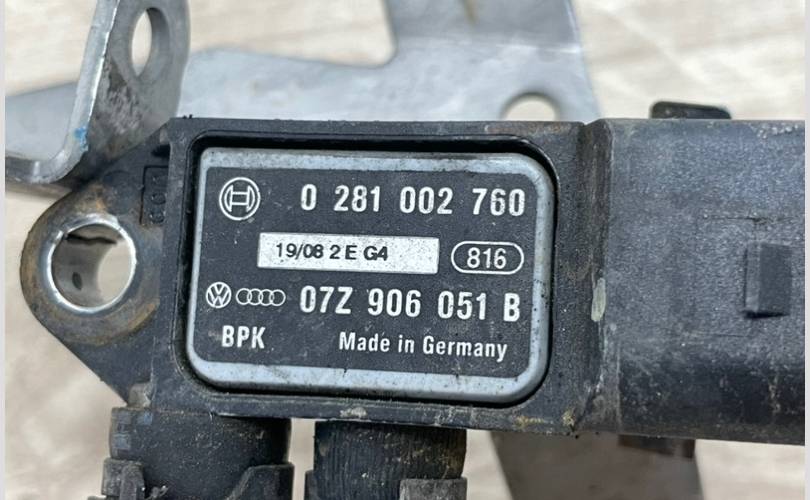 0 281 002 760
19/08 2 E G4
816
07Z 906 051 B
BPK
Made in Germany